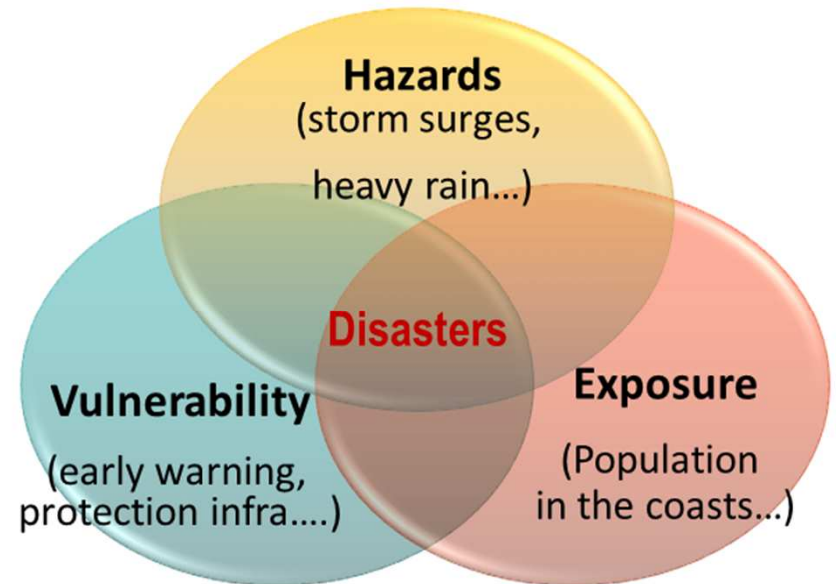 Hazards
(storm surges,
heavy rain...)
Disasters
Vulnerability
(early warning,
protection infra....)
Exposure
(Population
in the coasts...)